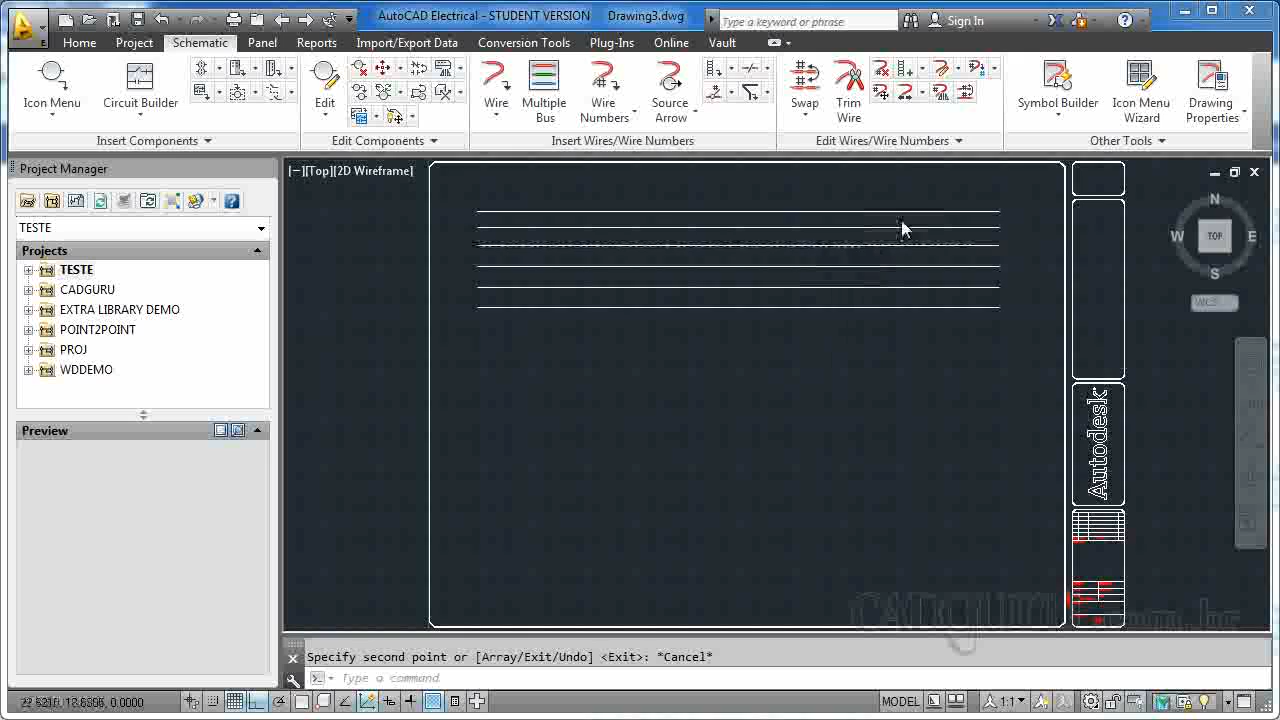 AutoCAD Electrical - STUDENT VERSION Drawing3.dwg
Type a keyword or phrase
Sign In
Home Project Schematic Panel Reports Import/Export Data Conversion Tools Plug-Ins Online Vault
Icon Menu
Circuit Builder
Edit
Wire
Multiple Bus
Wire Numbers
Source Arrow
Swap
Trim Wire
Symbol Builder
Icon Menu Wizard
Drawing Properties
Insert Components
Edit Components
Insert Wires/Wire Numbers
Edit Wires/Wire Numbers
Other Tools
Project Manager
TESTE
Projects
TESTE
CADGURU
EXTRA LIBRARY DEMO
POINT2POINT
PROJ
WDDEMO
Preview
[−][Top][2D Wireframe]
N
W TOP E
S
WCS
Autodesk
Specify second point or [Array/Exit/Undo] <Exit>: *Cancel*
Type a command
MODEL
1:1